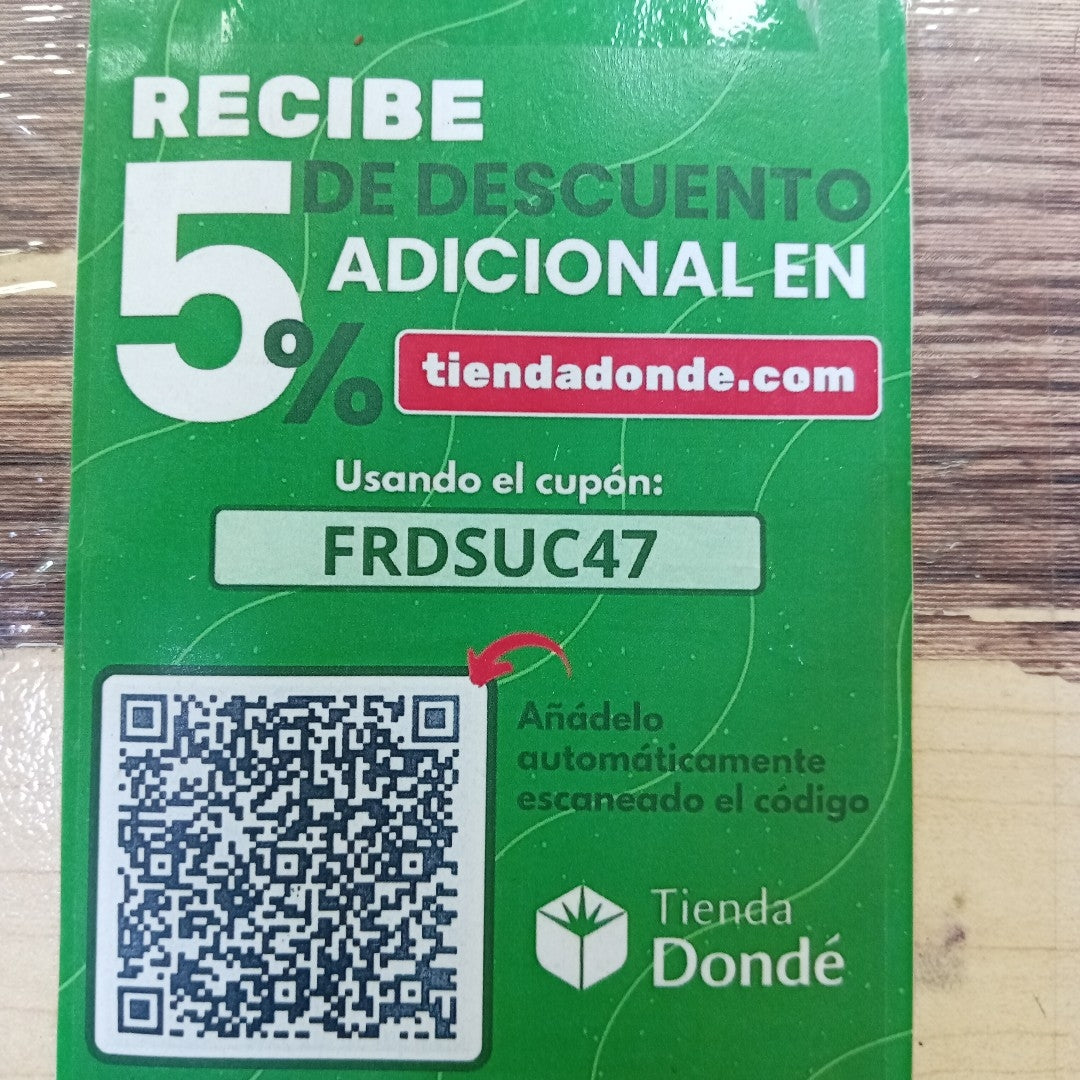 RECIBE
5% DE DESCUENTO
ADICIONAL EN
tiendadonde.com
Usando el cupón:
FRDSUC47
Añádelo
automáticamente
escaneado el código
Tienda
Dondé